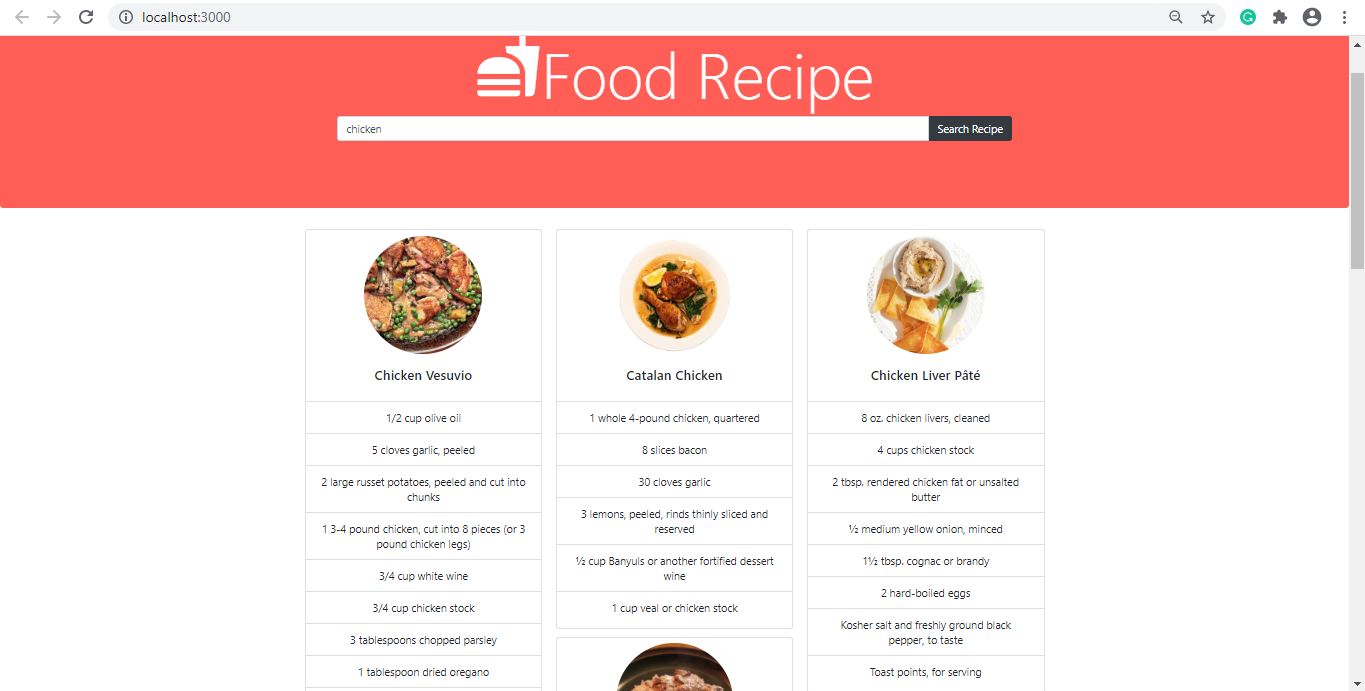 localhost:3000
Food Recipe
chicken
Search Recipe
Chicken Vesuvio
1/2 cup olive oil
5 cloves garlic, peeled
2 large russet potatoes, peeled and cut into
chunks
1 3-4 pound chicken, cut into 8 pieces (or 3
pound chicken legs)
3/4 cup white wine
3/4 cup chicken stock
3 tablespoons chopped parsley
1 tablespoon dried oregano
Catalan Chicken
1 whole 4-pound chicken, quartered
8 slices bacon
30 cloves garlic
3 lemons, peeled, rinds thinly sliced and
reserved
½ cup Banyuls or another fortified dessert
wine
1 cup veal or chicken stock
Chicken Liver Pâté
8 oz. chicken livers, cleaned
4 cups chicken stock
2 tbsp. rendered chicken fat or unsalted
butter
½ medium yellow onion, minced
1½ tbsp. cognac or brandy
2 hard-boiled eggs
Kosher salt and freshly ground black
pepper, to taste
Toast points, for serving